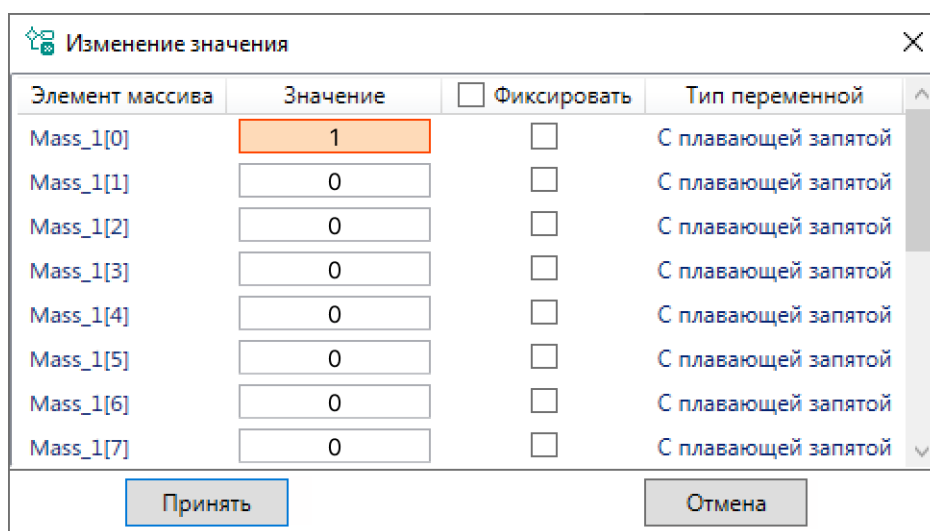 Изменение значения
Элемент массива Значение Фиксировать Тип переменной
Mass_1[0] 1 С плавающей запятой
Mass_1[1] 0 С плавающей запятой
Mass_1[2] 0 С плавающей запятой
Mass_1[3] 0 С плавающей запятой
Mass_1[4] 0 С плавающей запятой
Mass_1[5] 0 С плавающей запятой
Mass_1[6] 0 С плавающей запятой
Mass_1[7] 0 С плавающей запятой
Принять Отмена